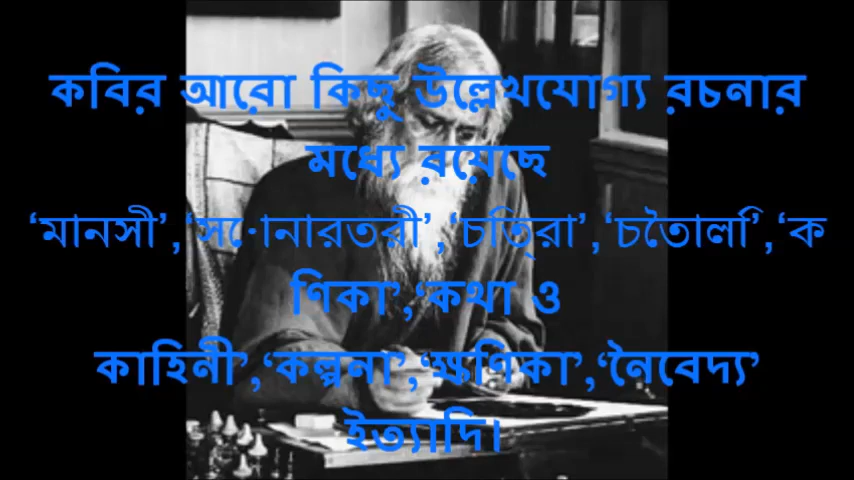 কবির আরো কিছু উল্লেখযোগ্য রচনার
মধ্যে রয়েছে
‘মানসী’,‘সোনারতরী’,‘চিত্রা’,‘চৈতালি’,‘ক
ণিকা’,‘কথা ও
কাহিনী’,‘কল্পনা’,‘ক্ষণিকা’,‘নৈবেদ্য’
ইত্যাদি।